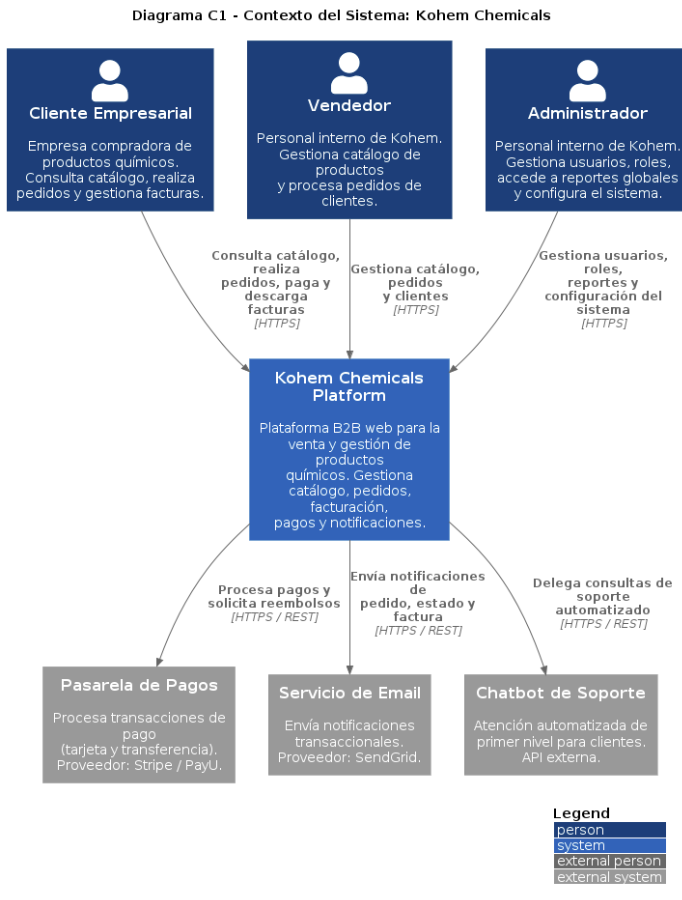 Diagrama C1 - Contexto del Sistema: Kohem Chemicals
Cliente Empresarial
Empresa compradora de
productos químicos.
Consulta catálogo, realiza
pedidos y gestiona facturas.
Vendedor
Personal interno de Kohem.
Gestiona catálogo de
productos
y procesa pedidos de
clientes.
Administrador
Personal interno de Kohem.
Gestiona usuarios, roles,
accede a reportes globales
y configura el sistema.
Consulta catálogo,
realiza
pedidos, paga y
descarga
facturas
[HTTPS]
Gestiona catálogo,
pedidos
y clientes
[HTTPS]
Gestiona usuarios,
roles,
reportes y
configuración del
sistema
[HTTPS]
Kohem Chemicals
Platform
Plataforma B2B web para la
venta y gestión de
productos
químicos. Gestiona
catálogo, pedidos,
facturación,
pagos y notificaciones.
Procesa pagos y
solicita reembolsos
[HTTPS / REST]
Envía notificaciones
de
pedido, estado y
factura
[HTTPS / REST]
Delega consultas de
soporte
automatizado
[HTTPS / REST]
Pasarela de Pagos
Procesa transacciones de
pago
(tarjeta y transferencia).
Proveedor: Stripe / PayU.
Servicio de Email
Envía notificaciones
transaccionales.
Proveedor: SendGrid.
Chatbot de Soporte
Atención automatizada de
primer nivel para clientes.
API externa.
Legend
person
system
external person
external system